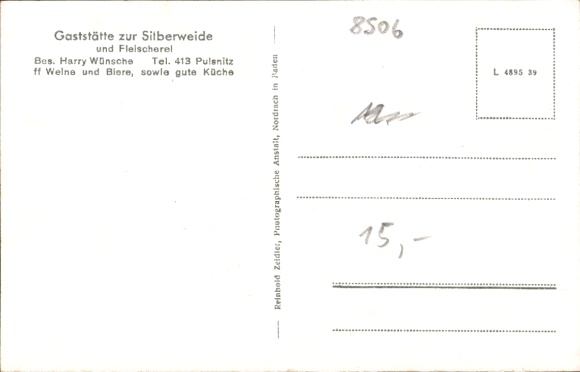 Gaststätte zur Silberweide
und Fleischerei
Bes. Harry Wünsche Tel. 413 Pulsnitz
ff Weine und Biere, sowie gute Küche
Reinhold Zeidler, Photographische Anstalt, Nordrach in Baden
8506
L 4895 39
15,-